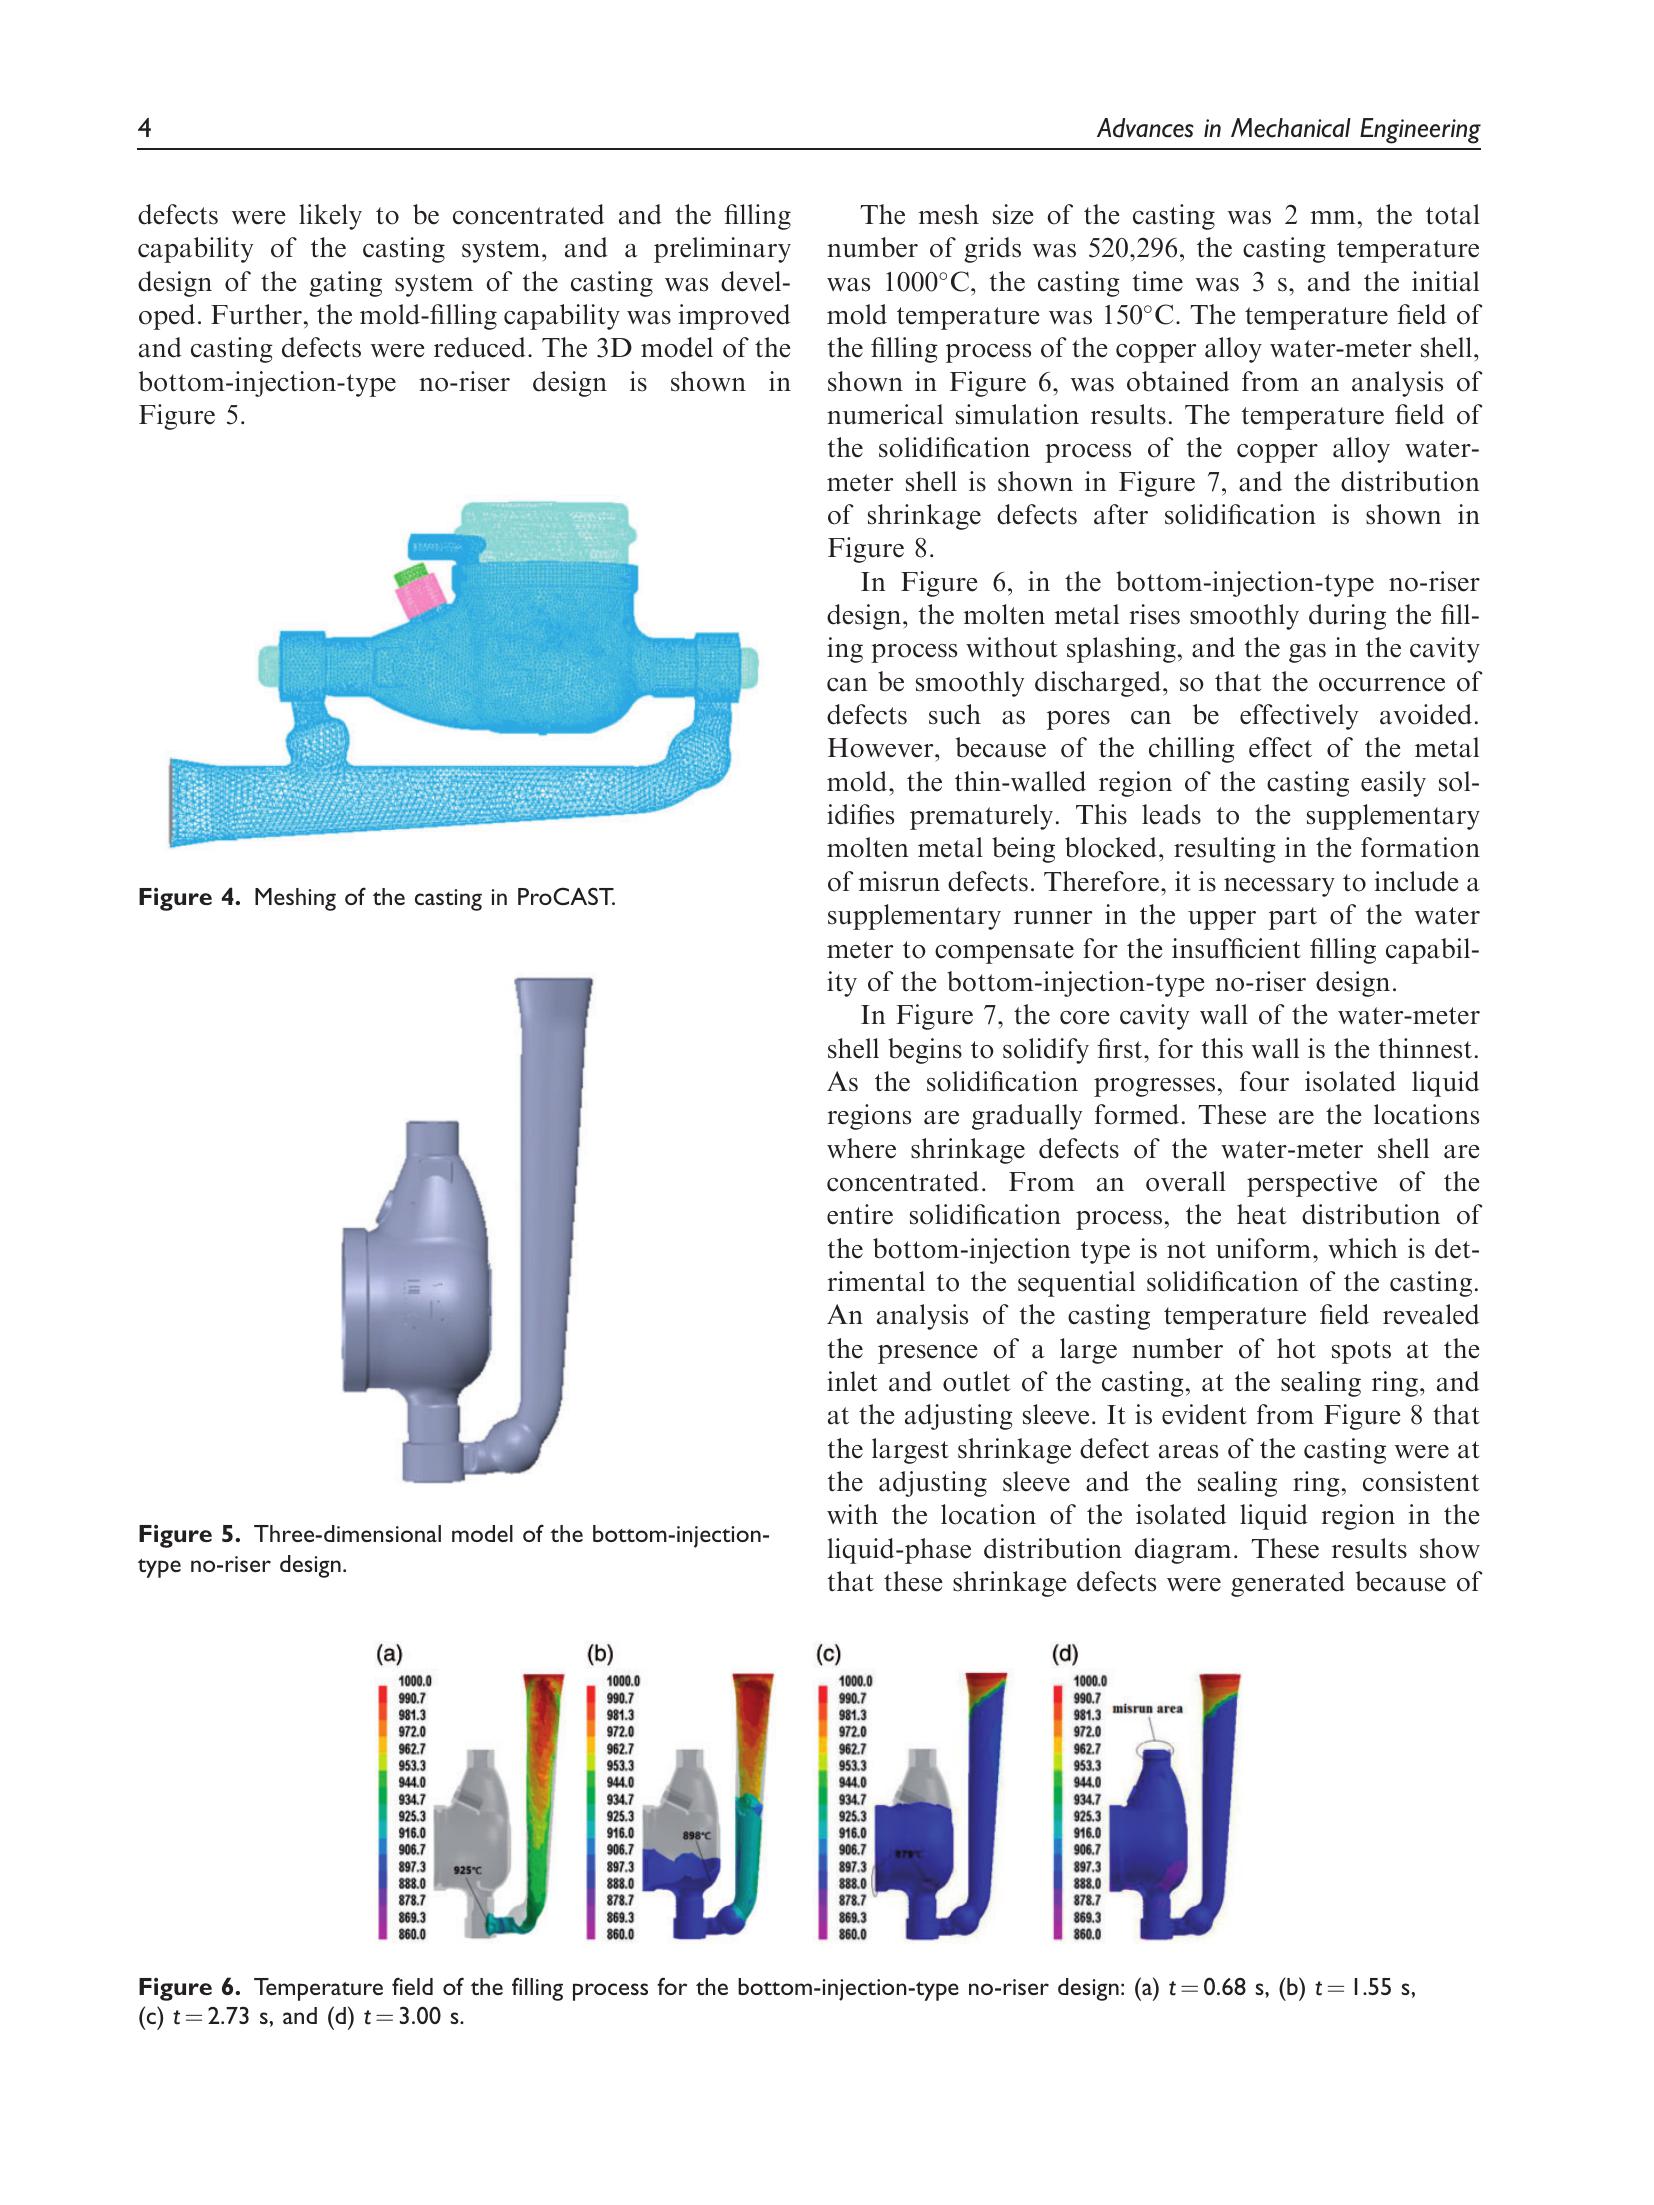 4
Advances in Mechanical Engineering
defects were likely to be concentrated and the filling
capability of the casting system, and a preliminary
design of the gating system of the casting was devel-
oped. Further, the mold-filling capability was improved
and casting defects were reduced. The 3D model of the
bottom-injection-type no-riser design is shown in
Figure 5.
Figure 4. Meshing of the casting in ProCAST.
Figure 5. Three-dimensional model of the bottom-injection-
type no-riser design.
The mesh size of the casting was 2 mm, the total
number of grids was 520,296, the casting temperature
was 1000°C, the casting time was 3 s, and the initial
mold temperature was 150°C. The temperature field of
the filling process of the copper alloy water-meter shell,
shown in Figure 6, was obtained from an analysis of
numerical simulation results. The temperature field of
the solidification process of the copper alloy water-
meter shell is shown in Figure 7, and the distribution
of shrinkage defects after solidification is shown in
Figure 8.
In Figure 6, in the bottom-injection-type no-riser
design, the molten metal rises smoothly during the fill-
ing process without splashing, and the gas in the cavity
can be smoothly discharged, so that the occurrence of
defects such as pores can be effectively avoided.
However, because of the chilling effect of the metal
mold, the thin-walled region of the casting easily sol-
idifies prematurely. This leads to the supplementary
molten metal being blocked, resulting in the formation
of misrun defects. Therefore, it is necessary to include a
supplementary runner in the upper part of the water
meter to compensate for the insufficient filling capabil-
ity of the bottom-injection-type no-riser design.
In Figure 7, the core cavity wall of the water-meter
shell begins to solidify first, for this wall is the thinnest.
As the solidification progresses, four isolated liquid
regions are gradually formed. These are the locations
where shrinkage defects of the water-meter shell are
concentrated. From an overall perspective of the
entire solidification process, the heat distribution of
the bottom-injection type is not uniform, which is det-
rimental to the sequential solidification of the casting.
An analysis of the casting temperature field revealed
the presence of a large number of hot spots at the
inlet and outlet of the casting, at the sealing ring, and
at the adjusting sleeve. It is evident from Figure 8 that
the largest shrinkage defect areas of the casting were at
the adjusting sleeve and the sealing ring, consistent
with the location of the isolated liquid region in the
liquid-phase distribution diagram. These results show
that these shrinkage defects were generated because of
(a)
1000.0
990.7
981.3
972.0
962.7
953.3
944.0
934.7
925.3
916.0
906.7
897.3
888.0
878.7
869.3
860.0
925°C
(b)
1000.0
990.7
981.3
972.0
962.7
953.3
944.0
934.7
925.3
916.0
906.7
897.3
888.0
878.7
869.3
860.0
898°C
(c)
1000.0
990.7
981.3
972.0
962.7
953.3
944.0
934.7
925.3
916.0
906.7
897.3
888.0
878.7
869.3
860.0
879°C
(d)
1000.0
990.7
981.3
972.0
962.7
953.3
944.0
934.7
925.3
916.0
906.7
897.3
888.0
878.7
869.3
860.0
misrun area
Figure 6. Temperature field of the filling process for the bottom-injection-type no-riser design: (a) t = 0.68 s, (b) t = 1.55 s,
(c) t = 2.73 s, and (d) t = 3.00 s.